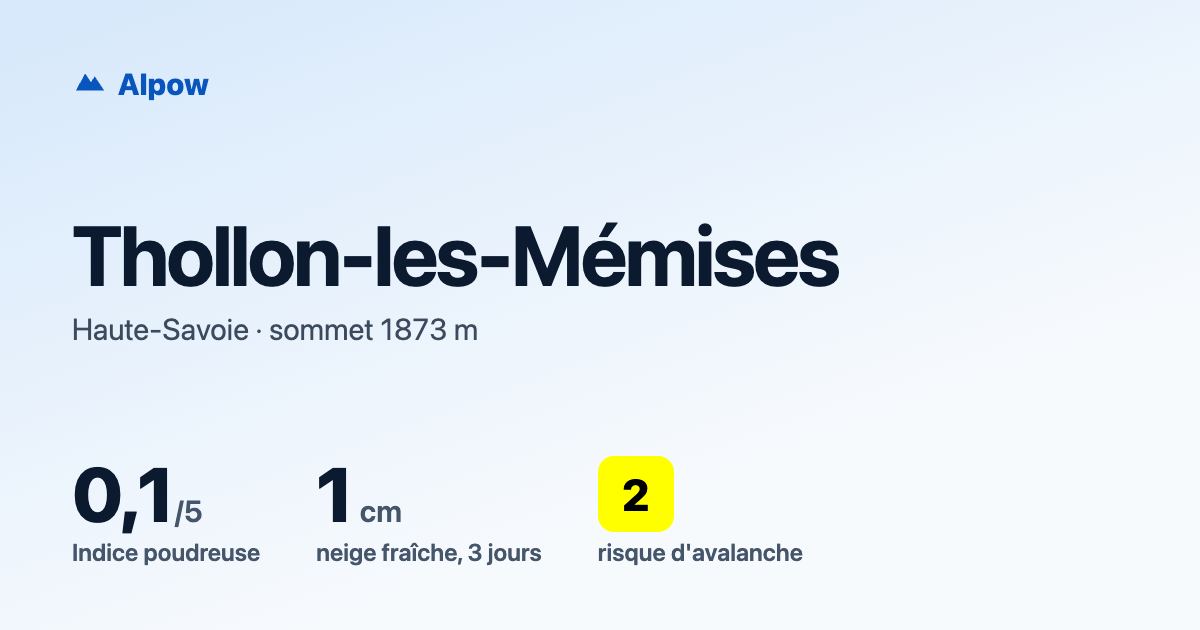 Alpow
Thollon-les-Mémises
Haute-Savoie · sommet 1873 m
0,1/5
Indice poudreuse
1 cm
neige fraîche, 3 jours
2
risque d'avalanche